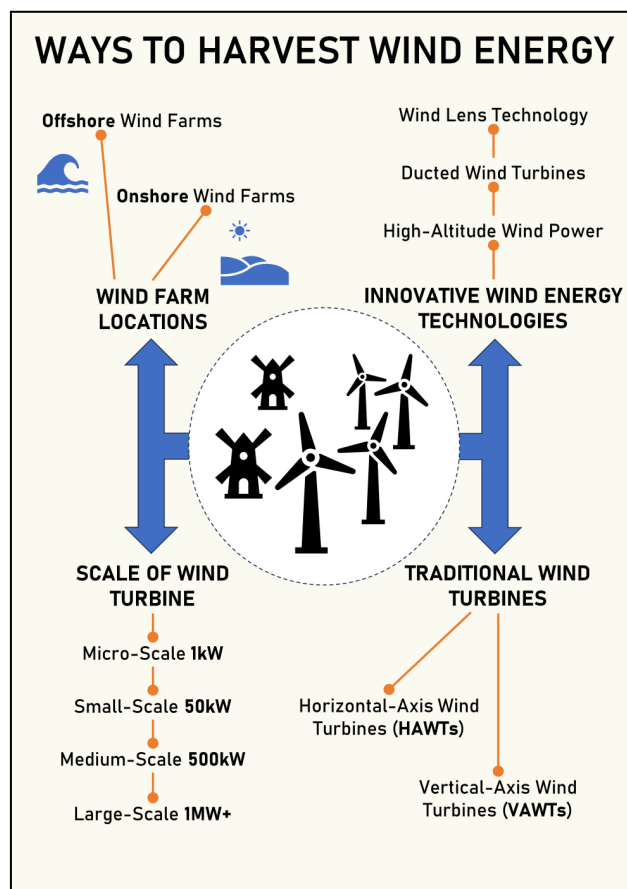 WAYS TO HARVEST WIND ENERGY
Offshore Wind Farms
Onshore Wind Farms
WIND FARM
LOCATIONS
Wind Lens Technology
Ducted Wind Turbines
High-Altitude Wind Power
INNOVATIVE WIND ENERGY
TECHNOLOGIES
SCALE OF WIND
TURBINE
Micro-Scale 1kW
Small-Scale 50kW
Medium-Scale 500kW
Large-Scale 1MW+
TRADITIONAL WIND
TURBINES
Horizontal-Axis Wind
Turbines (HAWTs)
Vertical-Axis Wind
Turbines (VAWTs)